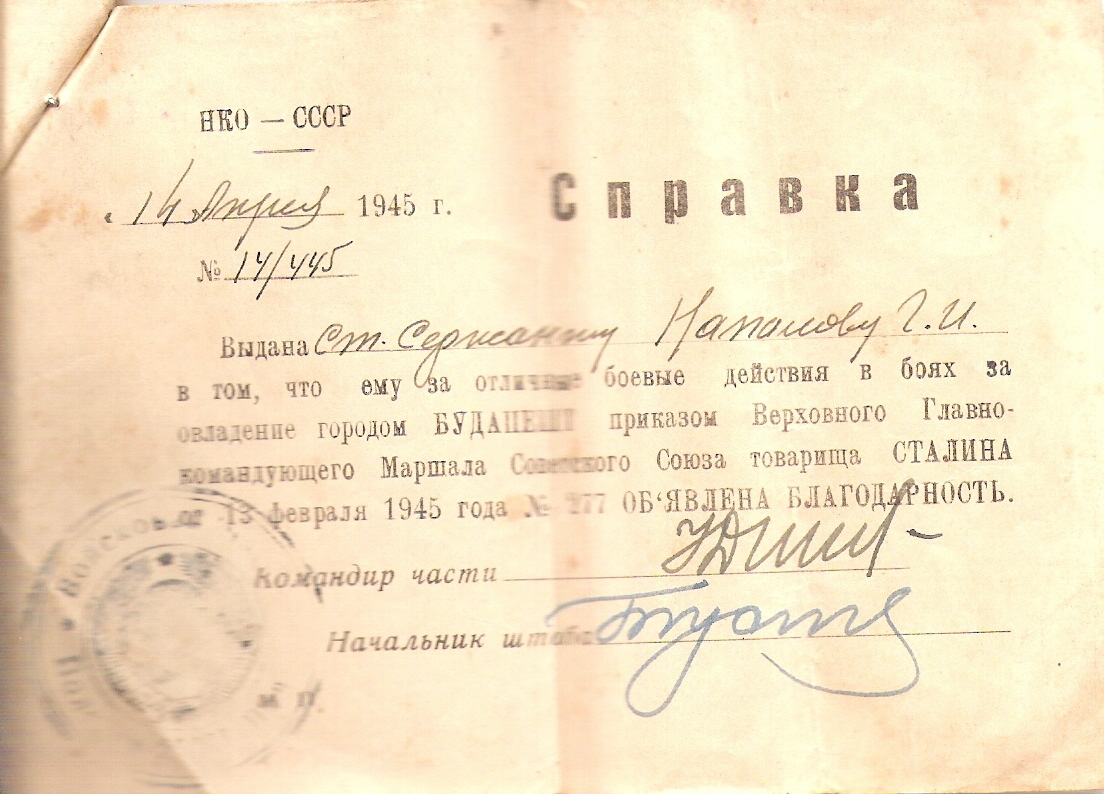 НКО — СССР
14 Апреля 1945 г.
Справка
№ 14/445
Выдана Ст. Сержанту Г. И.
в том, что ему за отличные боевые действия в боях за
овладение городом БУДАПЕШТ приказом Верховного Главно-
командующего Маршала Советского Союза товарища СТАЛИНА
от 13 февраля 1945 года № 277 ОБ‘ЯВЛЕНА БЛАГОДАРНОСТЬ.
Командир части
Начальник штаба
М П.